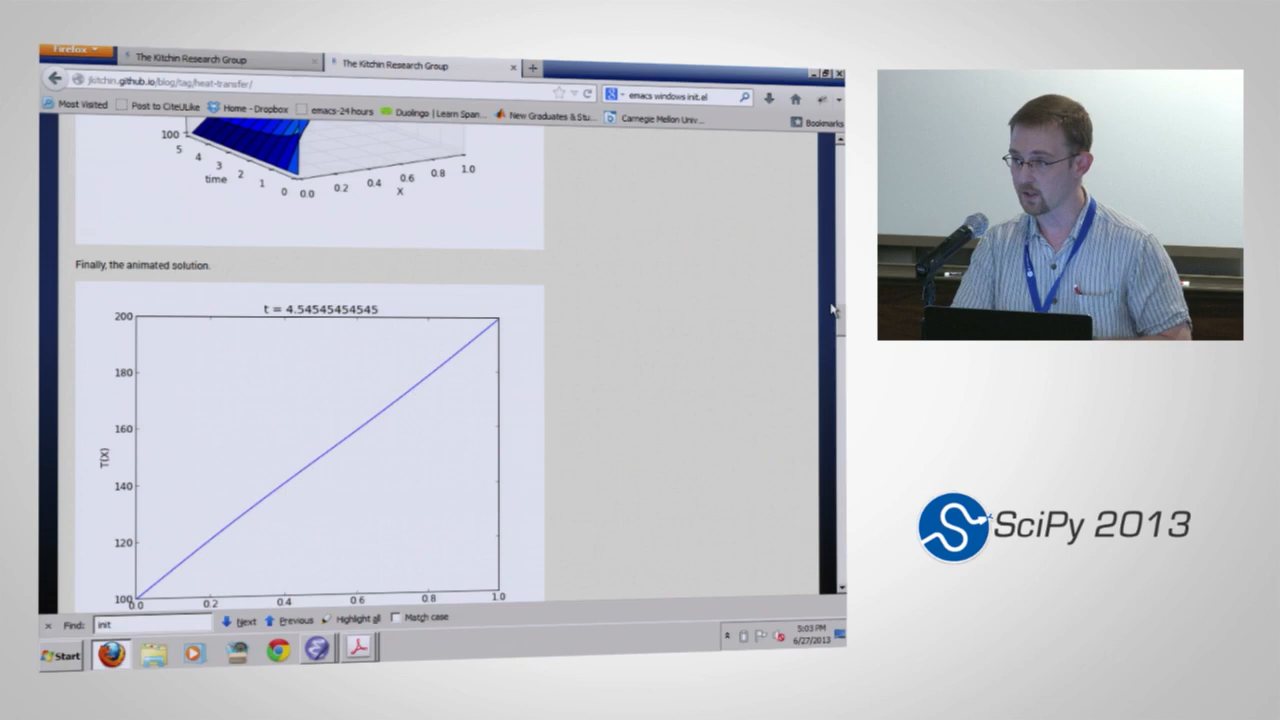 Firefox
The Kitchin Research Group
The Kitchin Research Group
jkitchin.github.io/blog/tag/heat-transfer/
emacs windows init.el
Most Visited
Post to CiteULike
Home - Dropbox
emacs-24 hours
Duolingo | Learn Span...
New Graduates & Stu...
Carnegie Mellon Univ...
Bookmarks
100
5
4
3
2
1
0
time
0.0
0.2
0.4
0.6
0.8
1.0
X
Finally, the animated solution.
t = 4.54545454545
200
180
160
140
120
100
T(X)
0.0
0.2
0.4
0.6
0.8
1.0
Find:
init
Next
Previous
Highlight all
Match case
Start
5:03 PM
6/27/2013
SciPy 2013